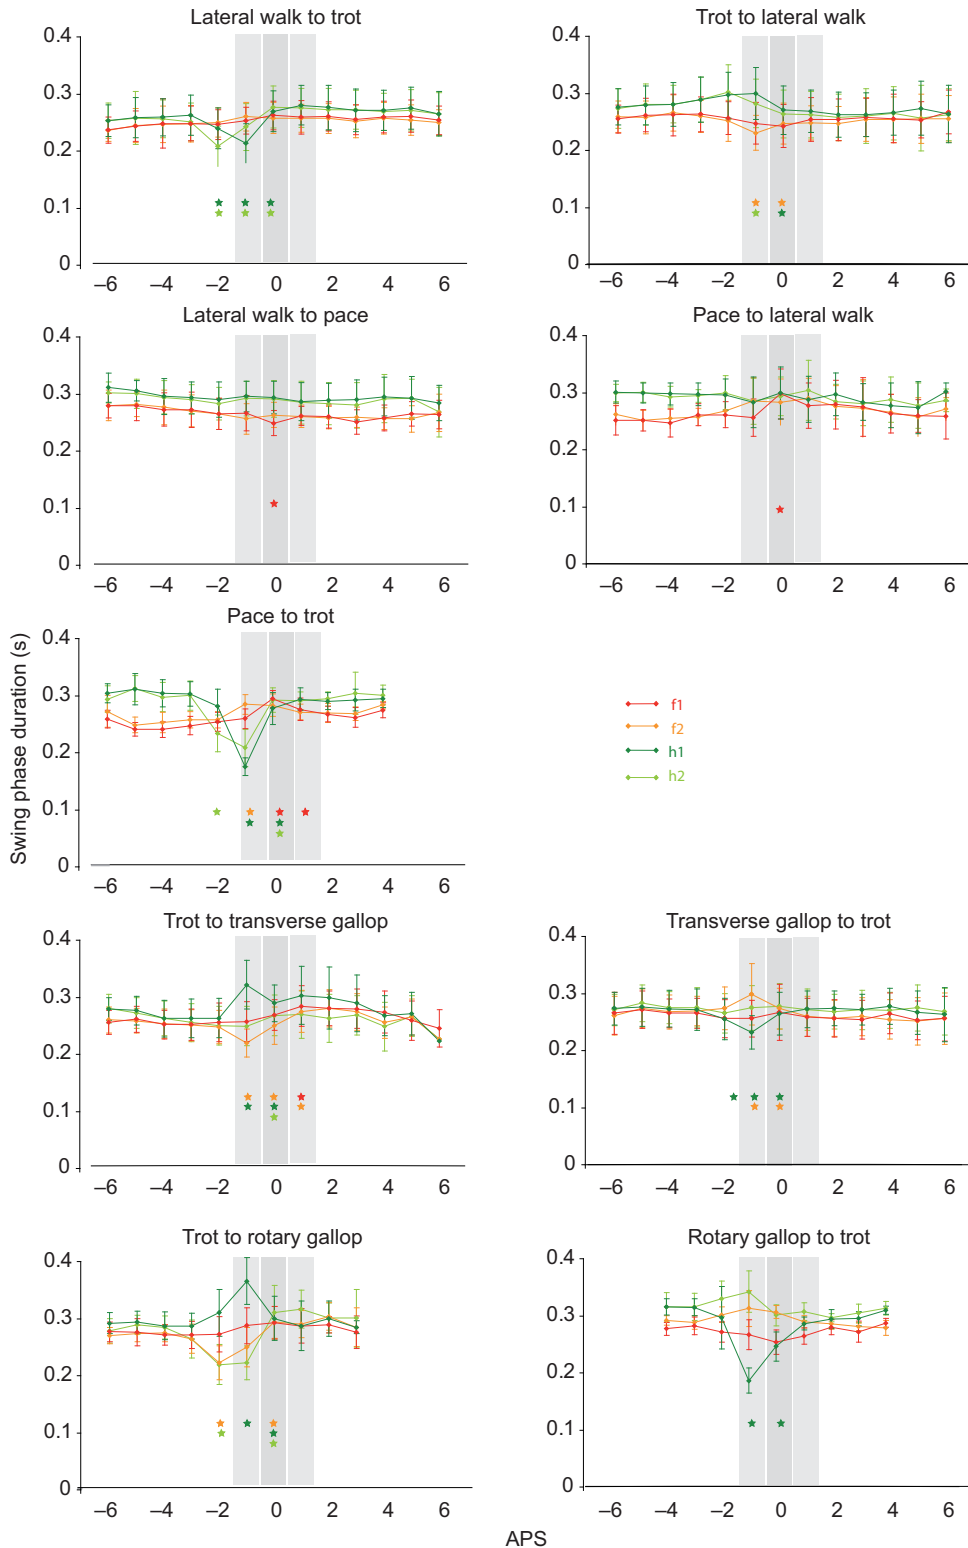 Lateral walk to trot
Trot to lateral walk
0.4
0.3
0.2
0.1
0
–6 –4 –2 0 2 4 6
0.4
0.3
0.2
0.1
0
–6 –4 –2 0 2 4 6
Lateral walk to pace
Pace to lateral walk
0.4
0.3
0.2
0.1
0
–6 –4 –2 0 2 4 6
0.4
0.3
0.2
0.1
0
–6 –4 –2 0 2 4 6
Pace to trot
0.4
0.3
0.2
0.1
0
–6 –4 –2 0 2 4 6
Swing phase duration (s)
f1
f2
h1
h2
Trot to transverse gallop
Transverse gallop to trot
0.4
0.3
0.2
0.1
0
–6 –4 –2 0 2 4 6
0.4
0.3
0.2
0.1
0
–6 –4 –2 0 2 4 6
Trot to rotary gallop
Rotary gallop to trot
0.4
0.3
0.2
0.1
0
–6 –4 –2 0 2 4 6
0.4
0.3
0.2
0.1
0
–6 –4 –2 0 2 4 6
APS